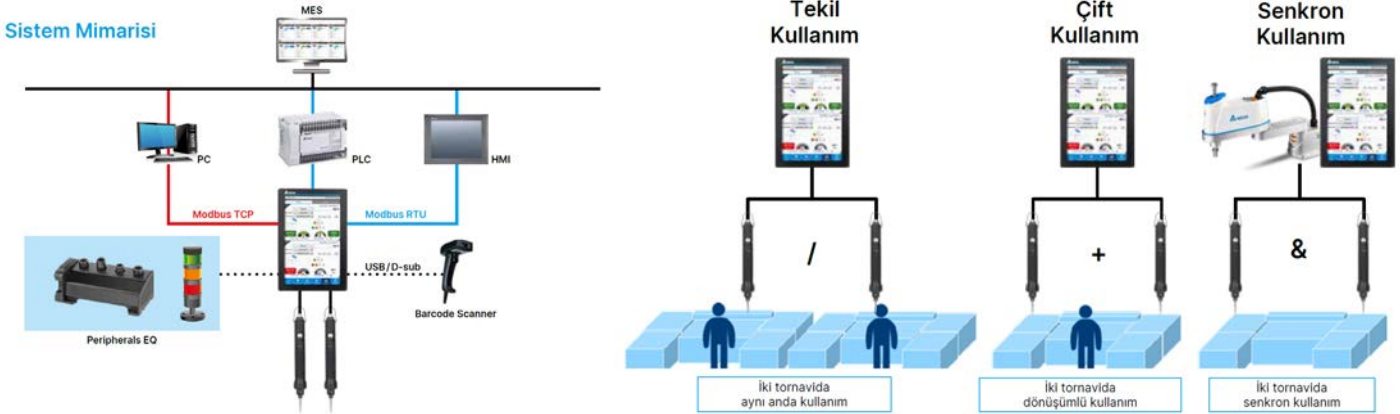 Sistem Mimarisi
MES
PC
PLC
HMI
Modbus TCP
Modbus RTU
USB/D-sub
Peripherals EQ
Barcode Scanner
Tekil
Kullanım
/
İki tornavida
aynı anda kullanım
Çift
Kullanım
+
İki tornavida
dönüşümlü kullanım
Senkron
Kullanım
&
İki tornavida
senkron kullanım